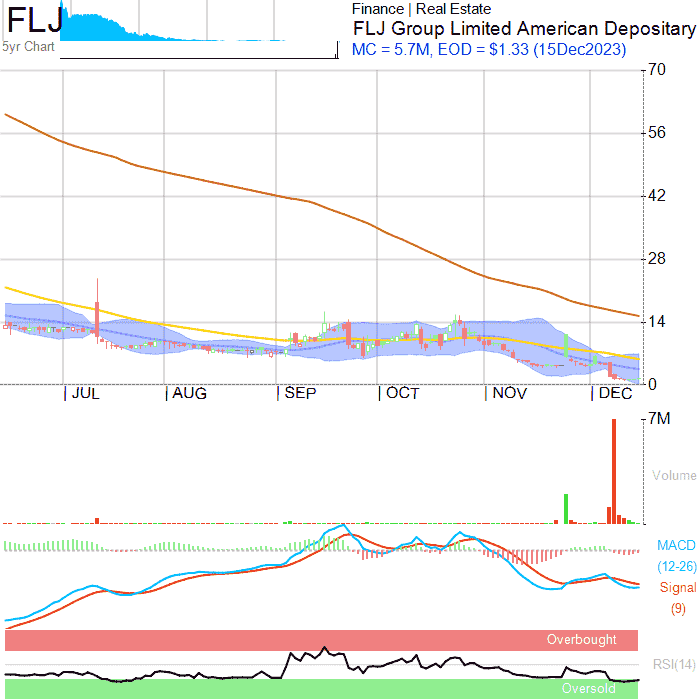 FLJ
5yr Chart
Finance | Real Estate
FLJ Group Limited American Depositary
MC = 5.7M, EOD = $1.33 (15Dec2023)
70
56
42
28
14
0
JUL
AUG
SEP
OCT
NOV
DEC
7M
Volume
MACD
(12-26)
Signal
(9)
Overbought
RSI(14)
Oversold